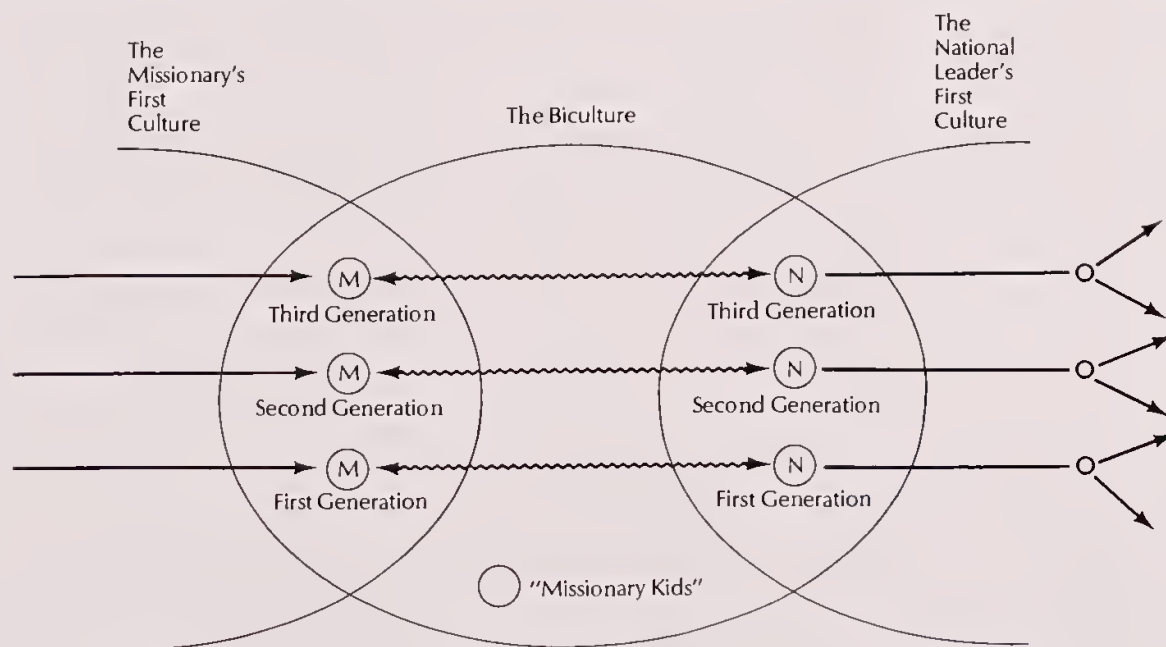 The
Missionary's
First
Culture
The Biculture
The
National
Leader's
First
Culture
M
N
Third Generation
Third Generation
M
N
Second Generation
Second Generation
M
N
First Generation
First Generation
"Missionary Kids"